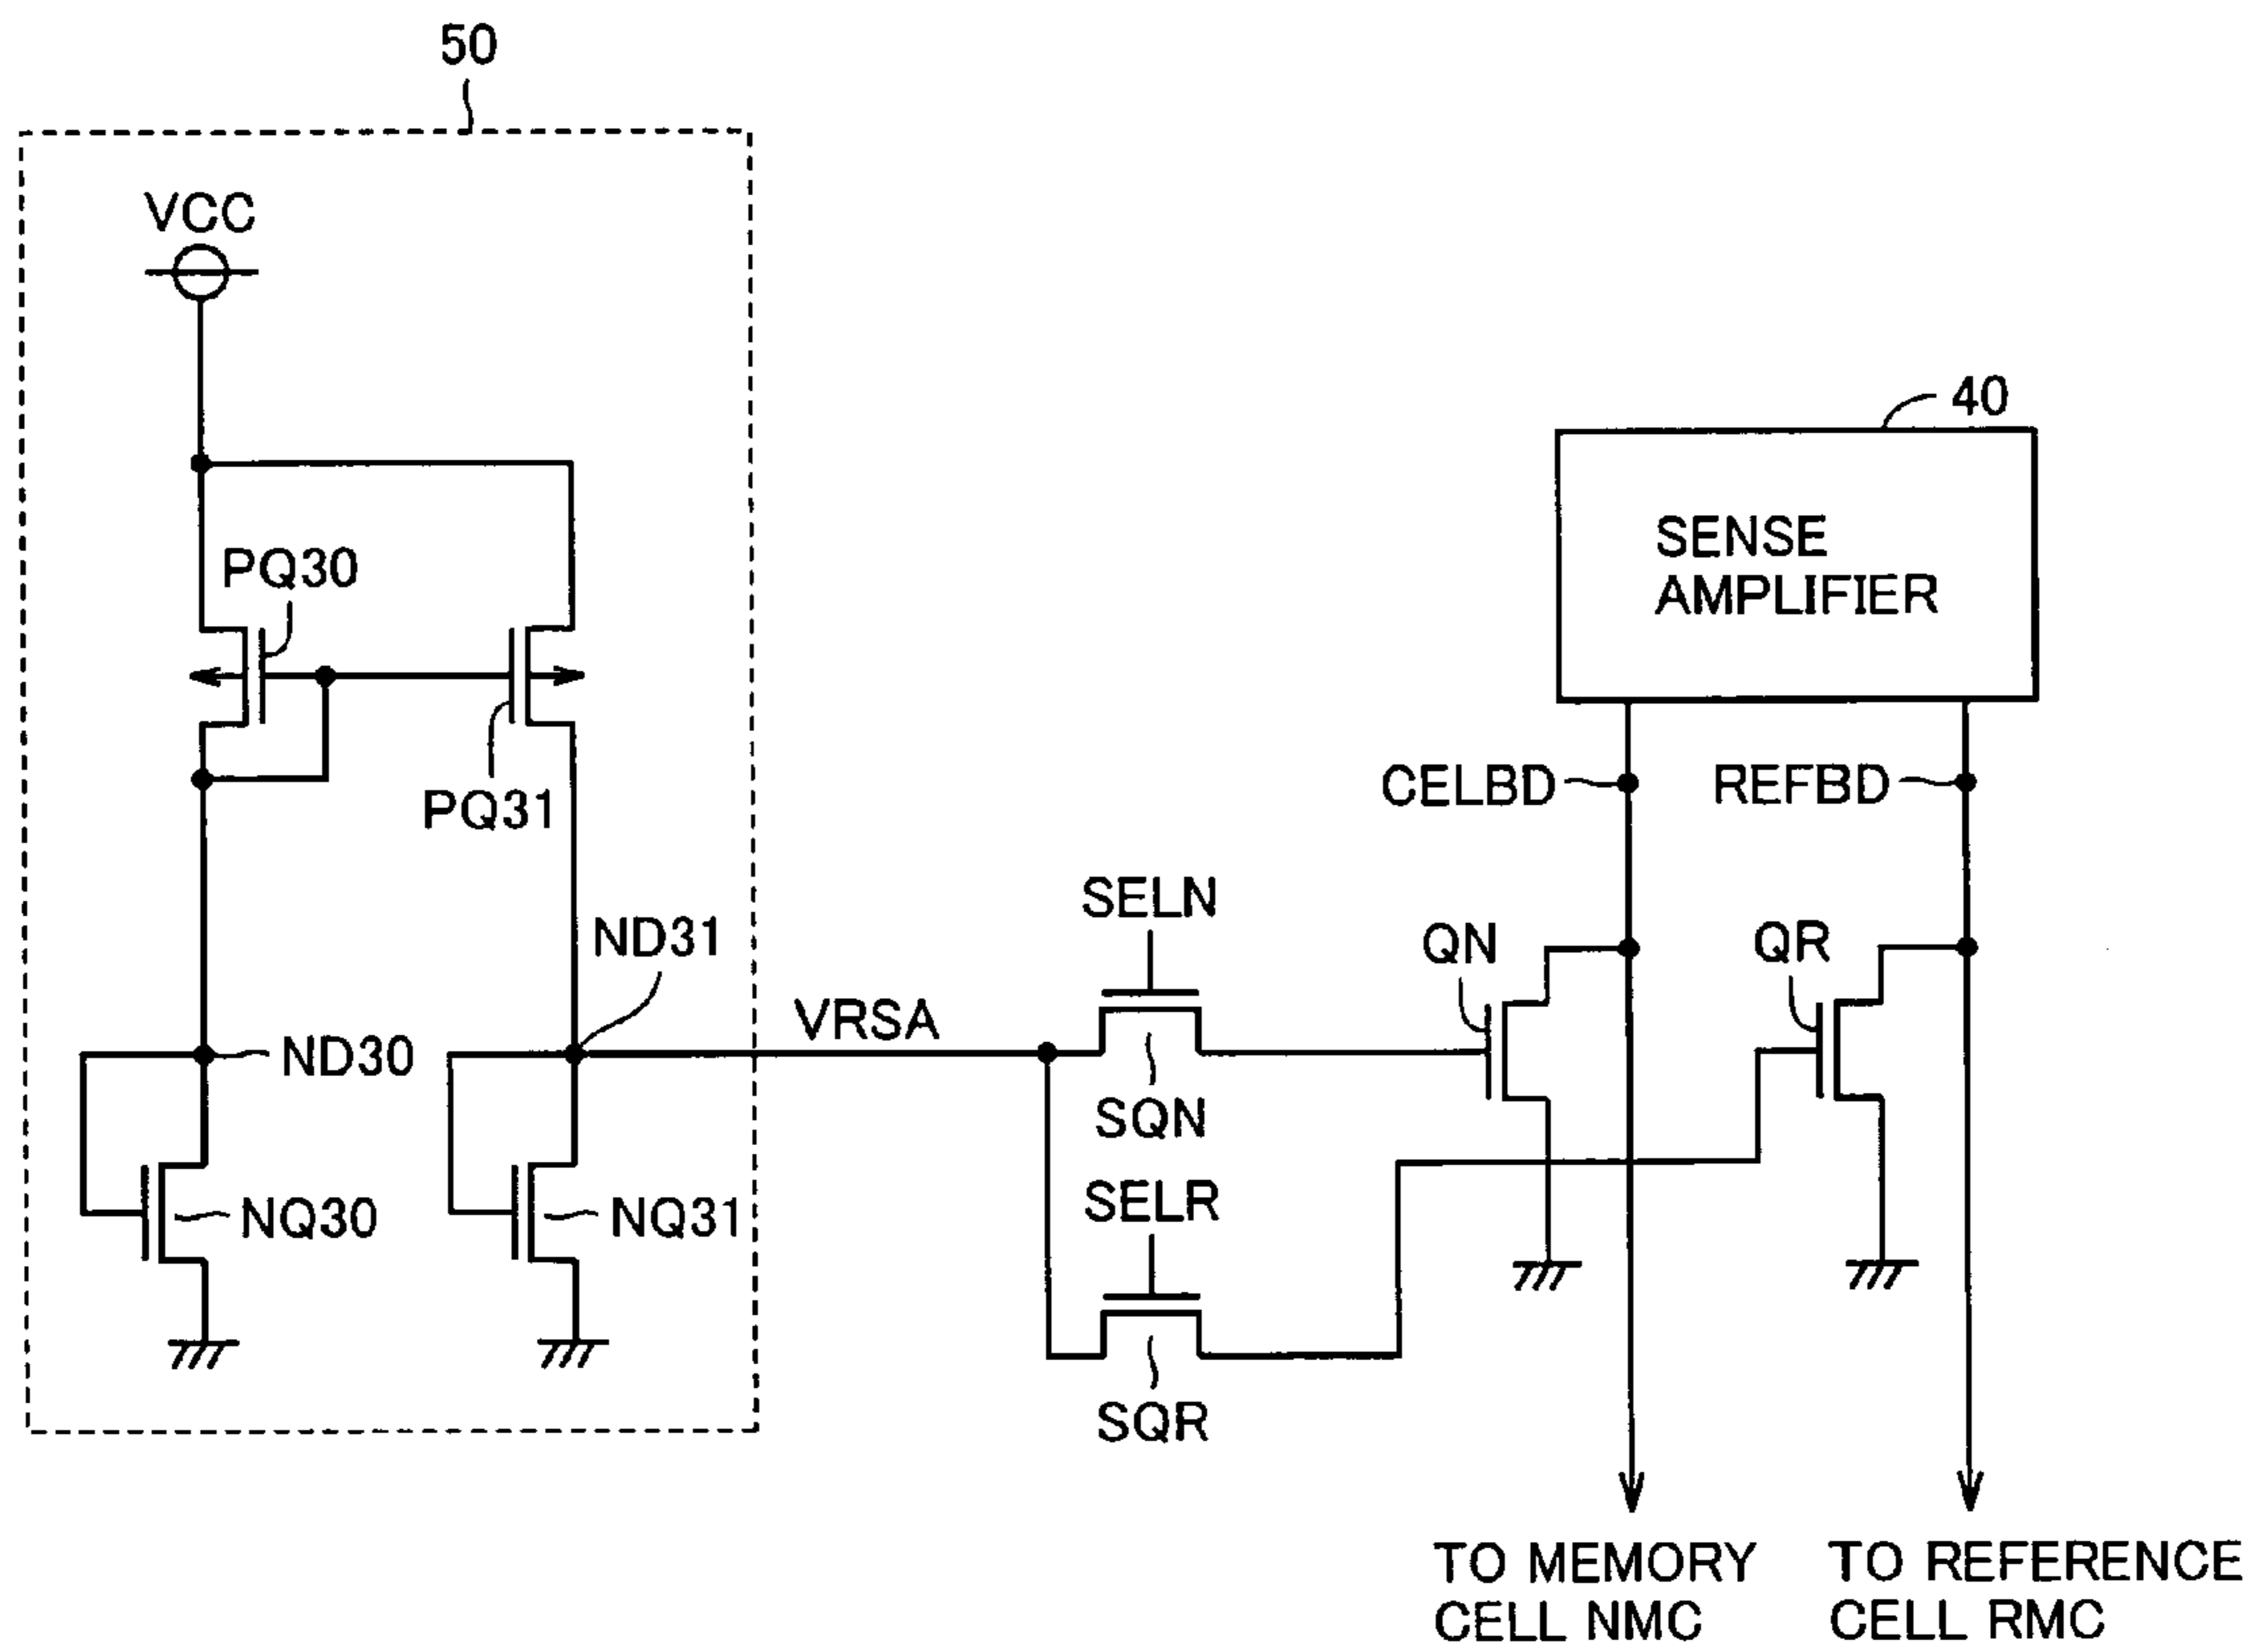 50
VCC
40
SENSE
AMPLIFIER
PQ30
PQ31
CELBD
REFBD
SELN
ND31
QN
QR
VRSA
ND30
SQN
SELR
NQ30
NQ31
SQR
TO MEMORY
CELL NMC
TO REFERENCE
CELL RMC